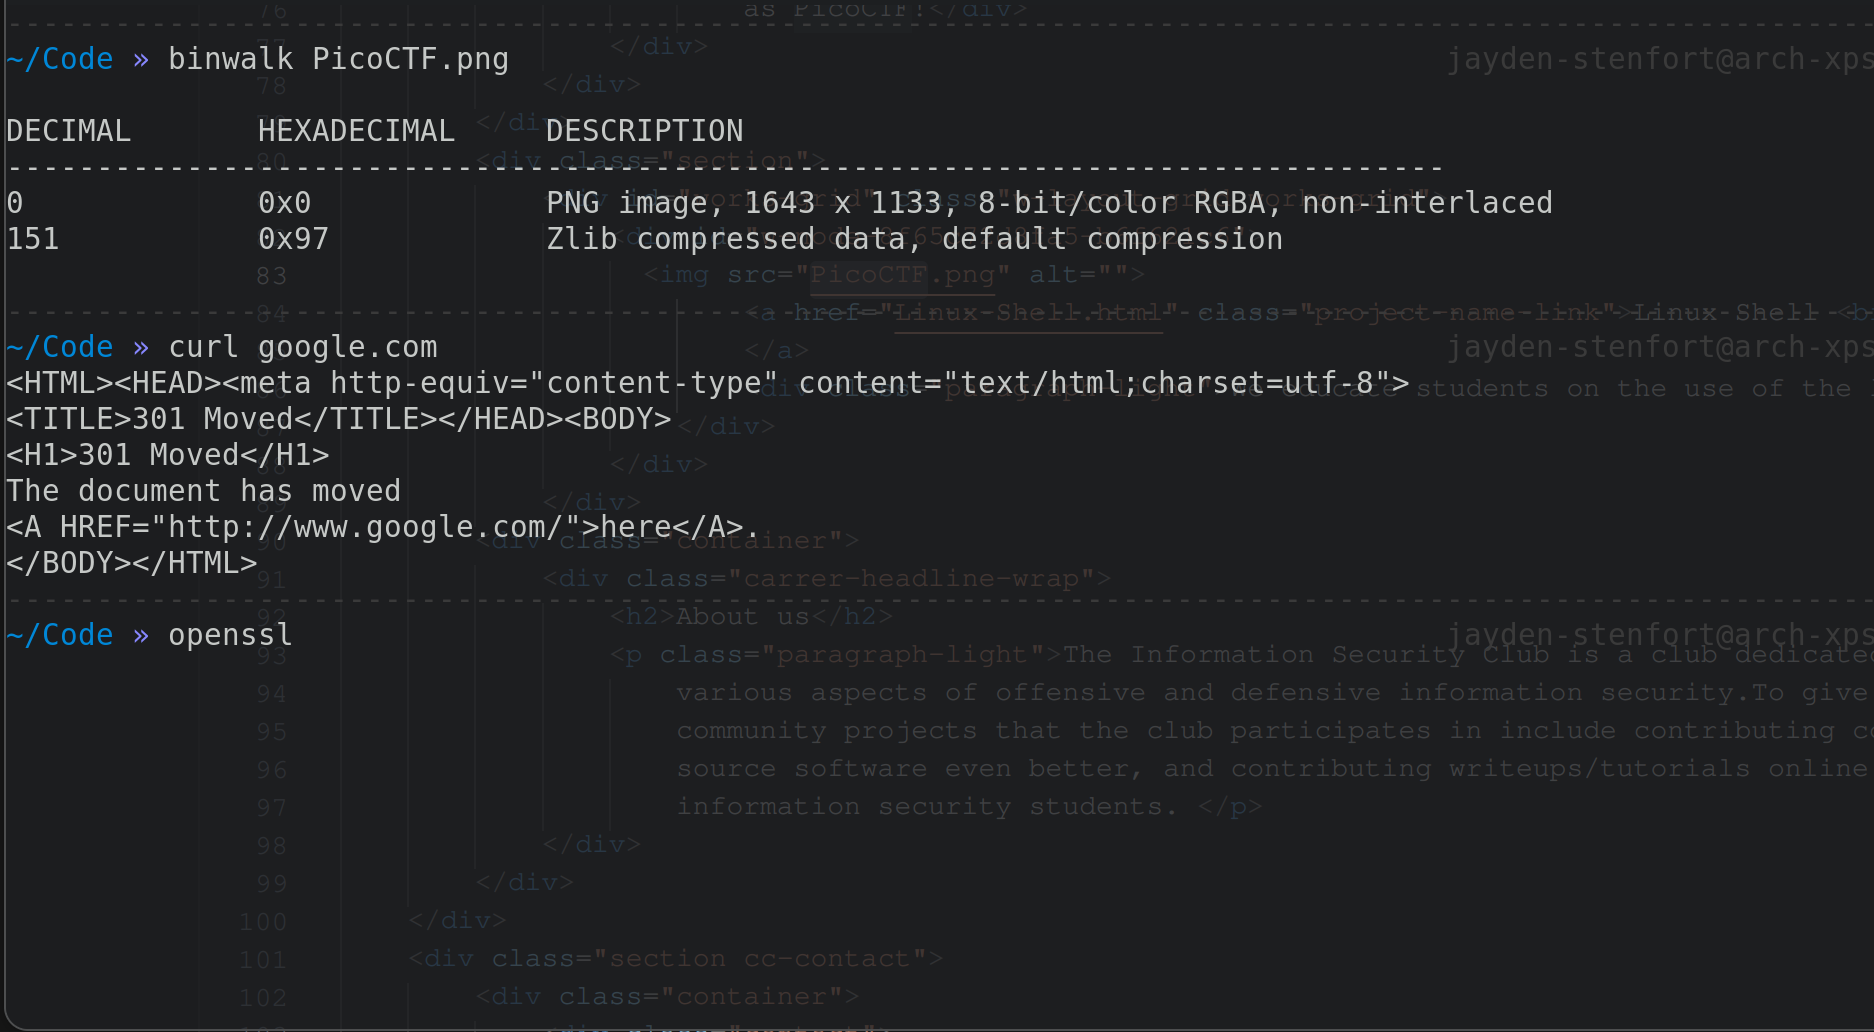 76 as PicoCTF!</div>
~/Code » binwalk PicoCTF.png jayden-stenfort@arch-xps
</div>
78 </div>
DECIMAL HEXADECIMAL DESCRIPTION
</div>
80 <div class="section">
0 0x0 PNG image, 1643 x 1133, 8-bit/color RGBA, non-interlaced
151 0x97 Zlib compressed data, default compression
83 <img src="PicoCTF.png" alt="">
84 <a href="Linux-Shell.html" class="project-name-link">Linux Shell
~/Code » curl google.com jayden-stenfort@arch-xps
</a>
<HTML><HEAD><meta http-equiv="content-type" content="text/html;charset=utf-8">
<div class="paragraph-light">We educate students on the use of the
<TITLE>301 Moved</TITLE></HEAD><BODY>
</div>
<H1>301 Moved</H1>
88 </div>
The document has moved
89 </div>
<A HREF="http://www.google.com/">here</A>.
90 <div class="container">
</BODY></HTML>
91 <div class="carrer-headline-wrap">
92 <h2>About us</h2>
~/Code » openssl jayden-stenfort@arch-xps
93 <p class="paragraph-light">The Information Security Club is a club dedicated
94 various aspects of offensive and defensive information security.To give
95 community projects that the club participates in include contributing
96 source software even better, and contributing writeups/tutorials online
97 information security students. </p>
98 </div>
99 </div>
100 </div>
101 <div class="section cc-contact">
102 <div class="container">